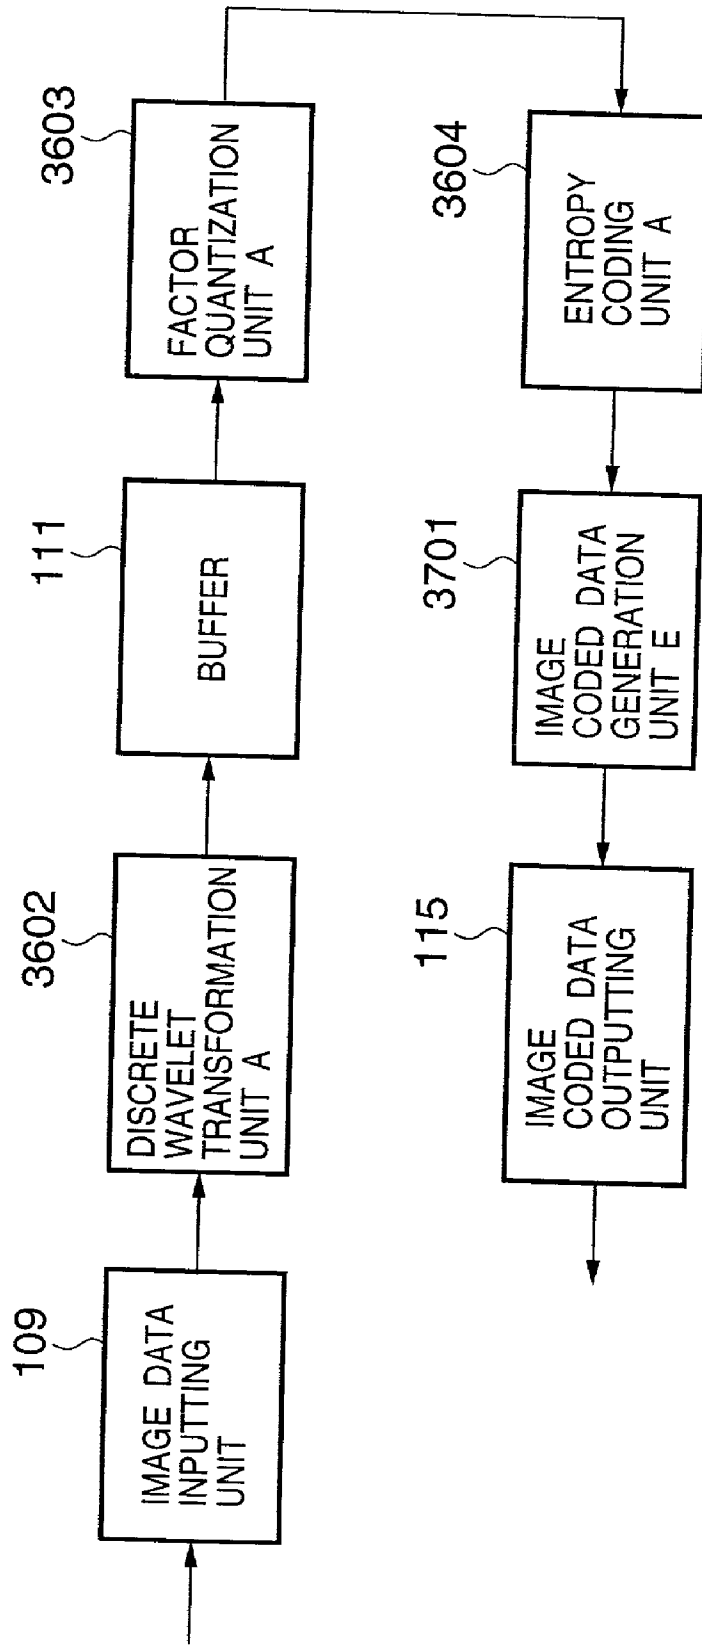 109
IMAGE DATA
INPUTTING
UNIT
3602
DISCRETE
WAVELET
TRANSFORMATION
UNIT A
111
BUFFER
3603
FACTOR
QUANTIZATION
UNIT A
3604
ENTROPY
CODING
UNIT A
3701
IMAGE
CODED DATA
GENERATION
UNIT E
115
IMAGE
CODED DATA
OUTPUTTING
UNIT